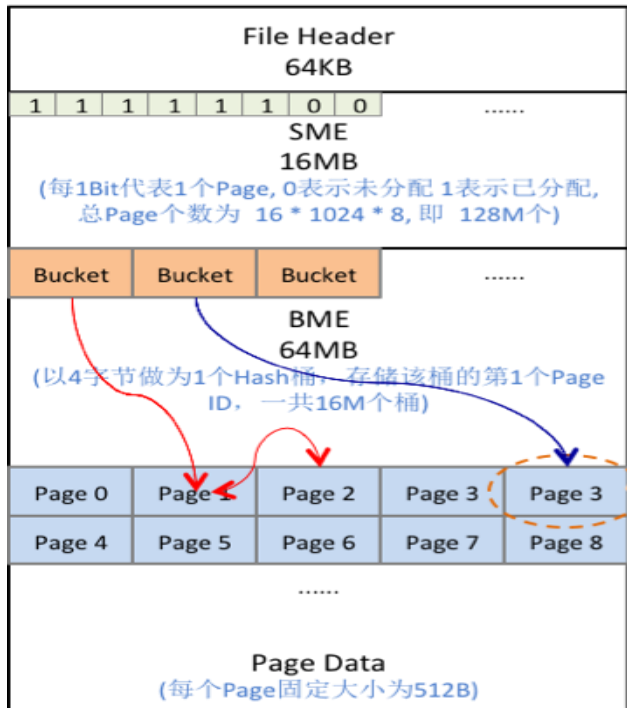 File Header
64KB
1 1 1 1 1 1 0 0 ......
SME
16MB
(每1Bit代表1个Page, 0表示未分配 1表示已分配,
总Page个数为 16 * 1024 * 8, 即 128M个)
Bucket Bucket Bucket ......
BME
64MB
(以4字节做为1个Hash桶， 存储该桶的第1个Page
ID， 一共16M个桶)
Page 0 Page 1 Page 2 Page 3 Page 3
Page 4 Page 5 Page 6 Page 7 Page 8
......
Page Data
(每个Page固定大小为512B)